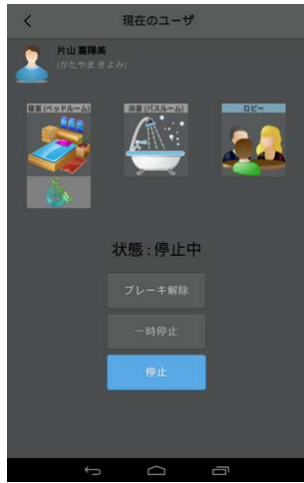 現在のユーザ
片山 喜陽美
(かたやま きよみ)
寝室(ベッドルーム)
浴室(バスルーム)
ロビー
状態 : 停止中
ブレーキ解除
一時停止
停止